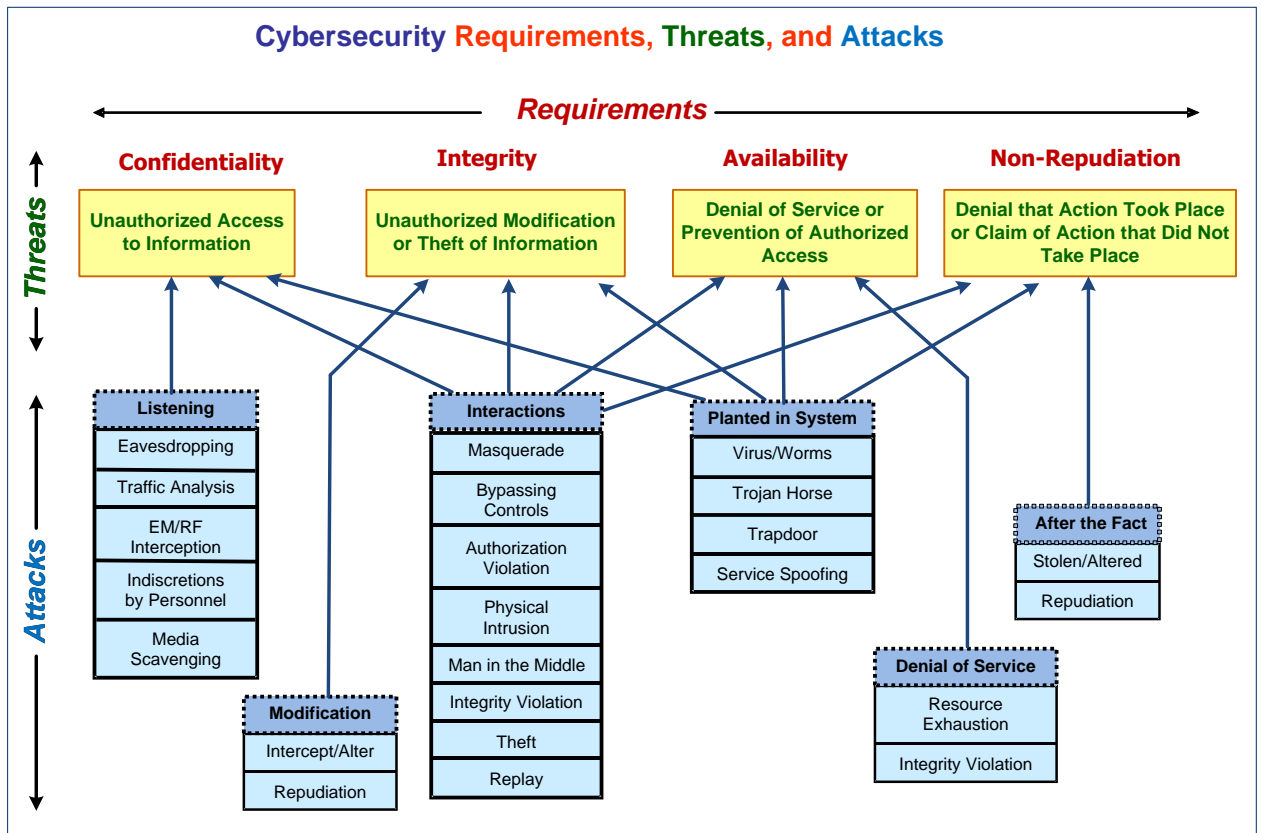 Cybersecurity Requirements, Threats, and Attacks
Requirements
Confidentiality
Integrity
Availability
Non-Repudiation
Threats
Unauthorized Access
to Information
Unauthorized Modification
or Theft of Information
Denial of Service or
Prevention of Authorized
Access
Denial that Action Took Place
or Claim of Action that Did Not
Take Place
Attacks
Listening
Eavesdropping
Traffic Analysis
EM/RF
Interception
Indiscretions
by Personnel
Media
Scavenging
Modification
Intercept/Alter
Repudiation
Interactions
Masquerade
Bypassing
Controls
Authorization
Violation
Physical
Intrusion
Man in the Middle
Integrity Violation
Theft
Replay
Planted in System
Virus/Worms
Trojan Horse
Trapdoor
Service Spoofing
Denial of Service
Resource
Exhaustion
Integrity Violation
After the Fact
Stolen/Altered
Repudiation